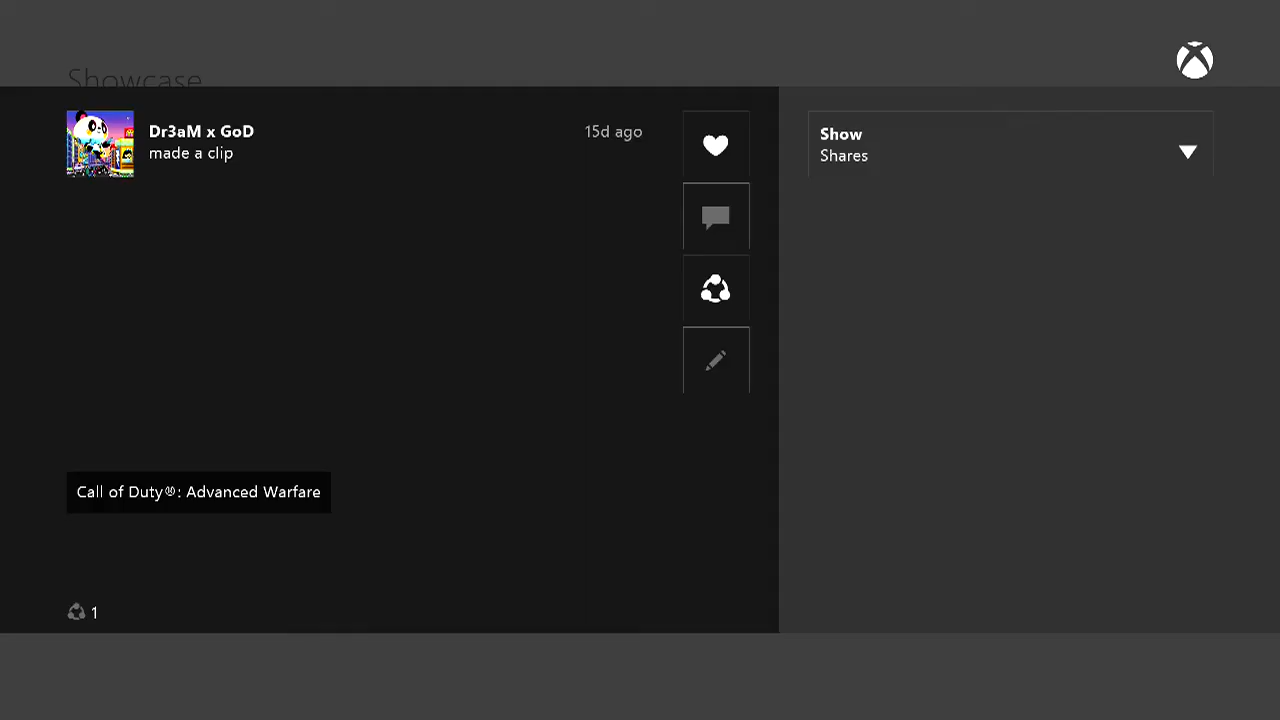 Showcase
Dr3aM x GoD
made a clip
15d ago
Show
Shares
Call of Duty®: Advanced Warfare
1